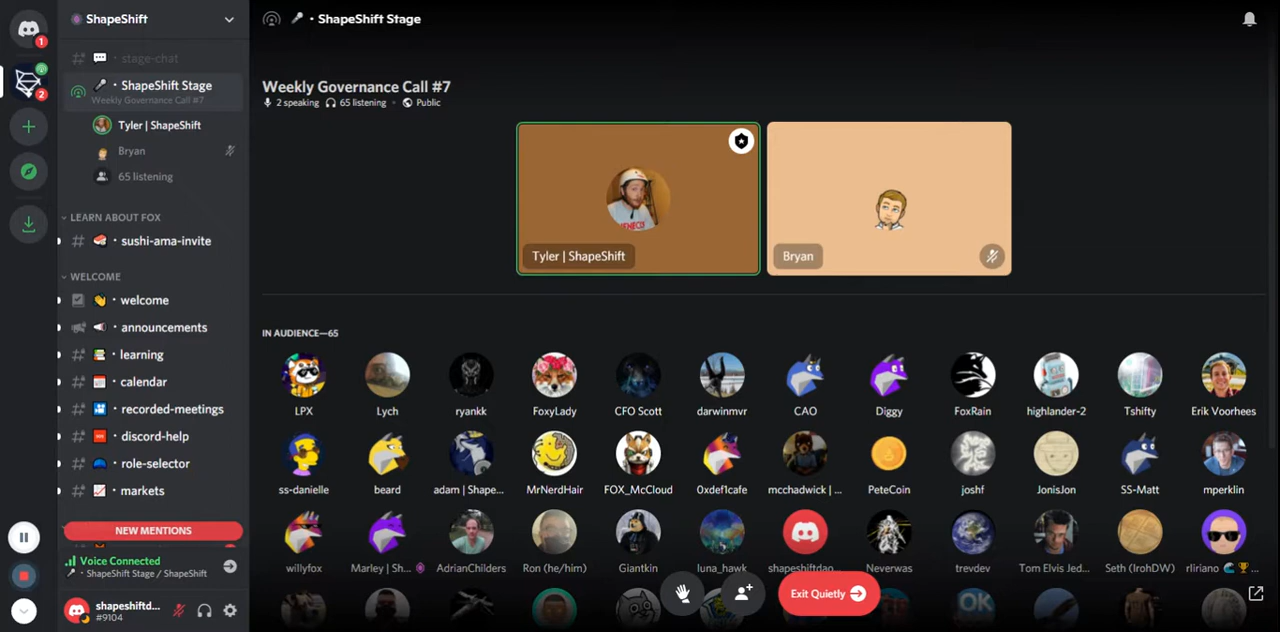 ShapeShift
stage-chat
ShapeShift Stage
Weekly Governance Call #7
Tyler | ShapeShift
Bryan
65 listening
LEARN ABOUT FOX
sushi-ama-invite
WELCOME
welcome
announcements
learning
calendar
recorded-meetings
discord-help
role-selector
markets
NEW MENTIONS
Voice Connected
ShapeShift Stage / ShapeShift
shapeshiftd...
#9104
1
2
ShapeShift Stage
Weekly Governance Call #7
2 speaking 65 listening • Public
Tyler | ShapeShift
Bryan
IN AUDIENCE—65
LPX Lych ryankk FoxyLady CFO Scott darwinmvr CAO Diggy FoxRain highlander-2 Tshifty Erik Voorhees
ss-danielle beard adam | Shape... MrNerdHair FOX_McCloud 0xdef1cafe mcchadwick | ... PeteCoin joshf JonisJon SS-Matt mperklin
willyfox Marley | Sh... AdrianChilders Ron (he/him) Giantkin luna_hawk shapeshiftdao... Neverwas trevdev Tom Elvis Jed... Seth (IrohDW) rliriano
OK
Exit Quietly